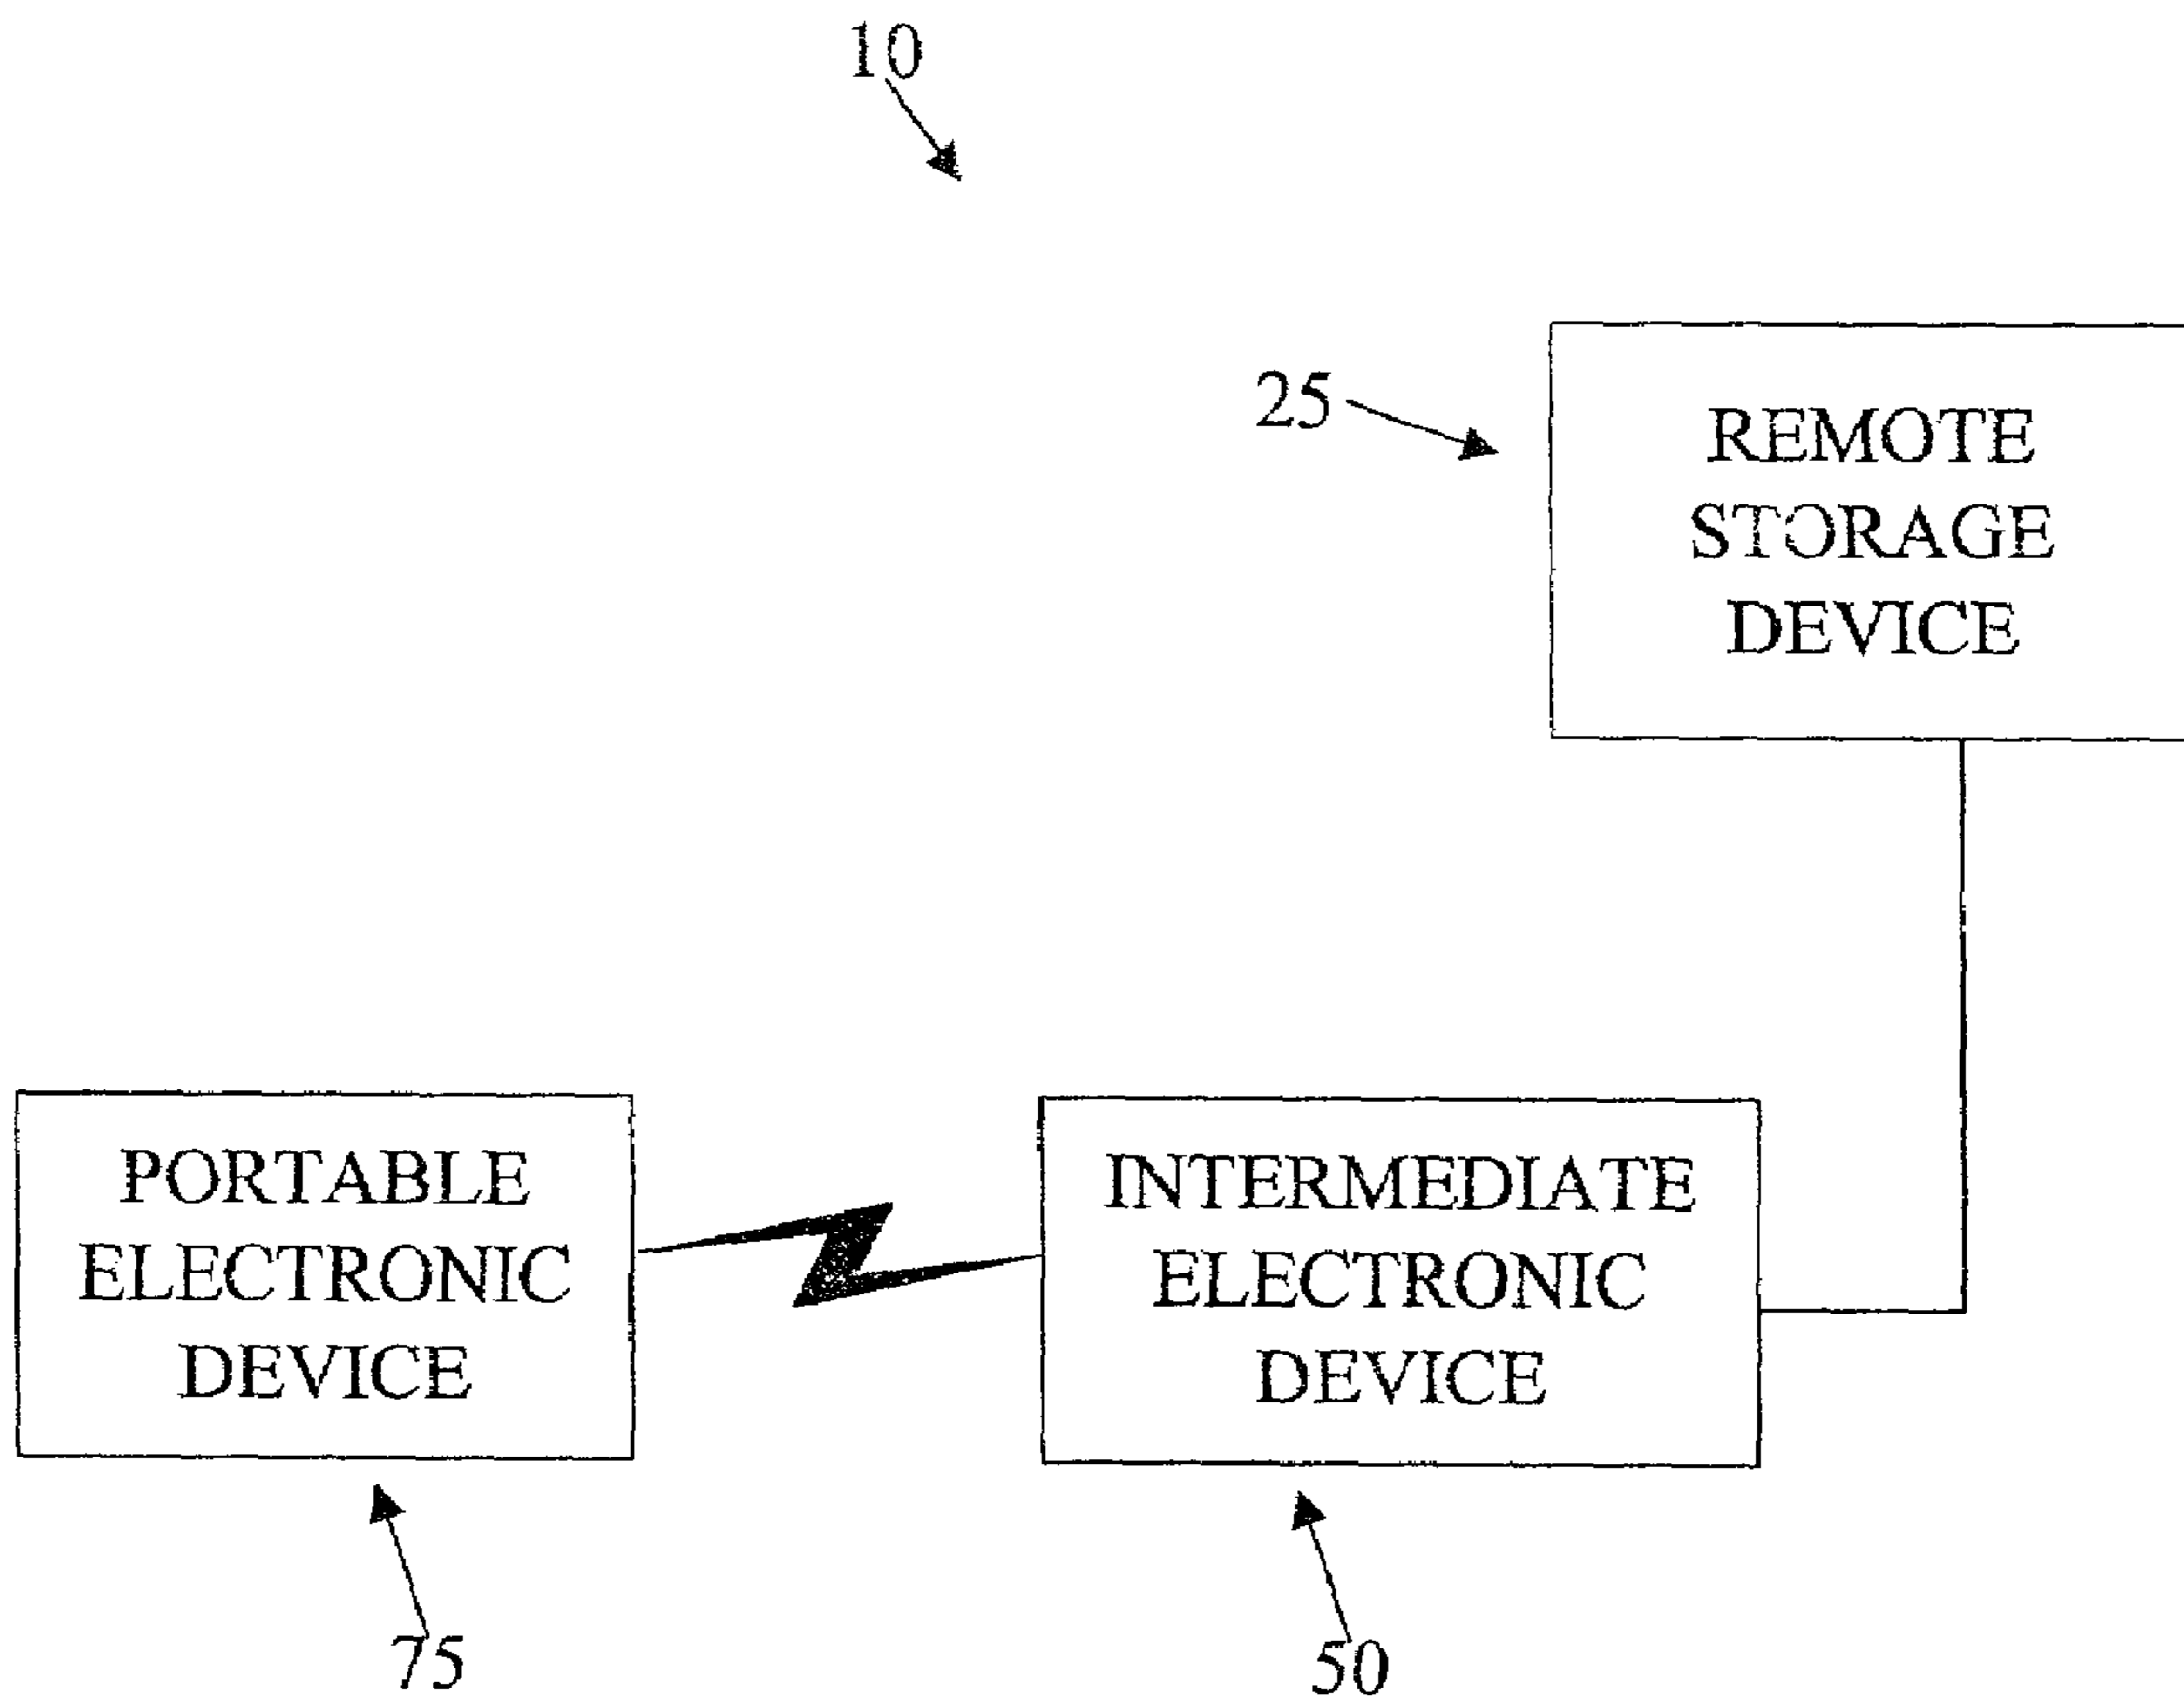 10
25
REMOTE
STORAGE
DEVICE
PORTABLE
ELECTRONIC
DEVICE
INTERMEDIATE
ELECTRONIC
DEVICE
75
50